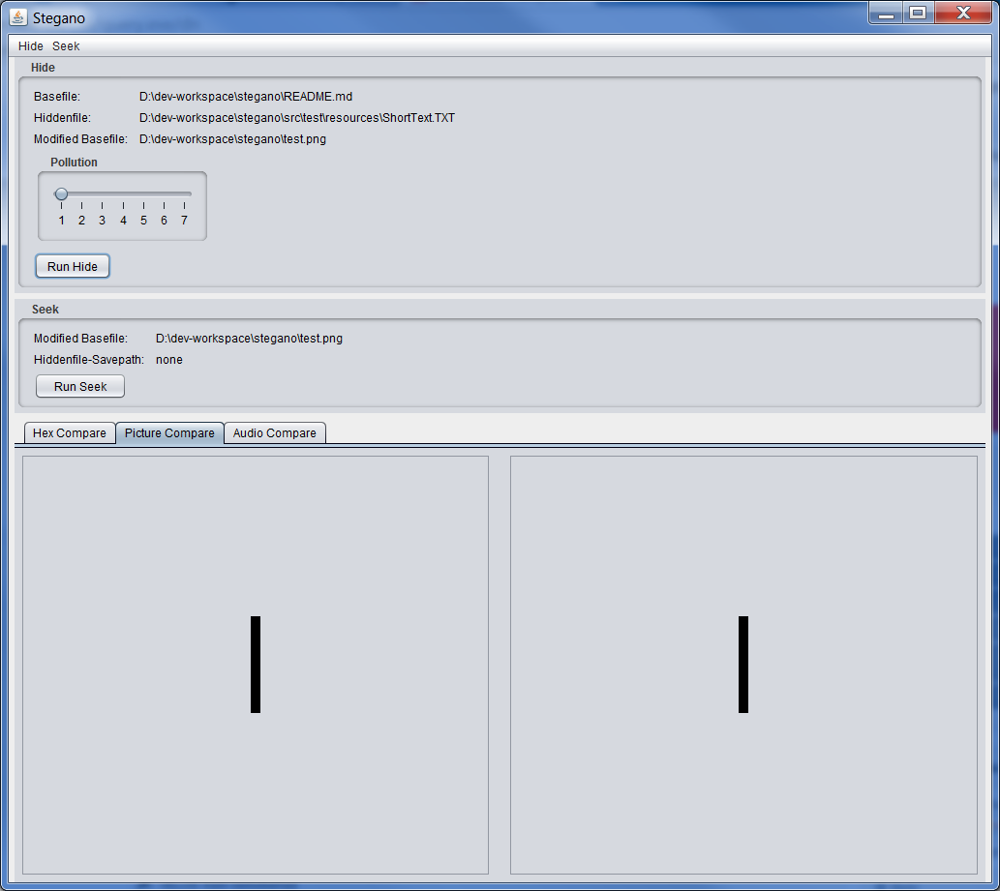 Stegano
Hide Seek
Hide
Basefile: D:\dev-workspace\stegano\README.md
Hiddenfile: D:\dev-workspace\stegano\src\test\resources\ShortText.TXT
Modified Basefile: D:\dev-workspace\stegano\test.png
Pollution
1 2 3 4 5 6 7
Run Hide
Seek
Modified Basefile: D:\dev-workspace\stegano\test.png
Hiddenfile-Savepath: none
Run Seek
Hex Compare Picture Compare Audio Compare